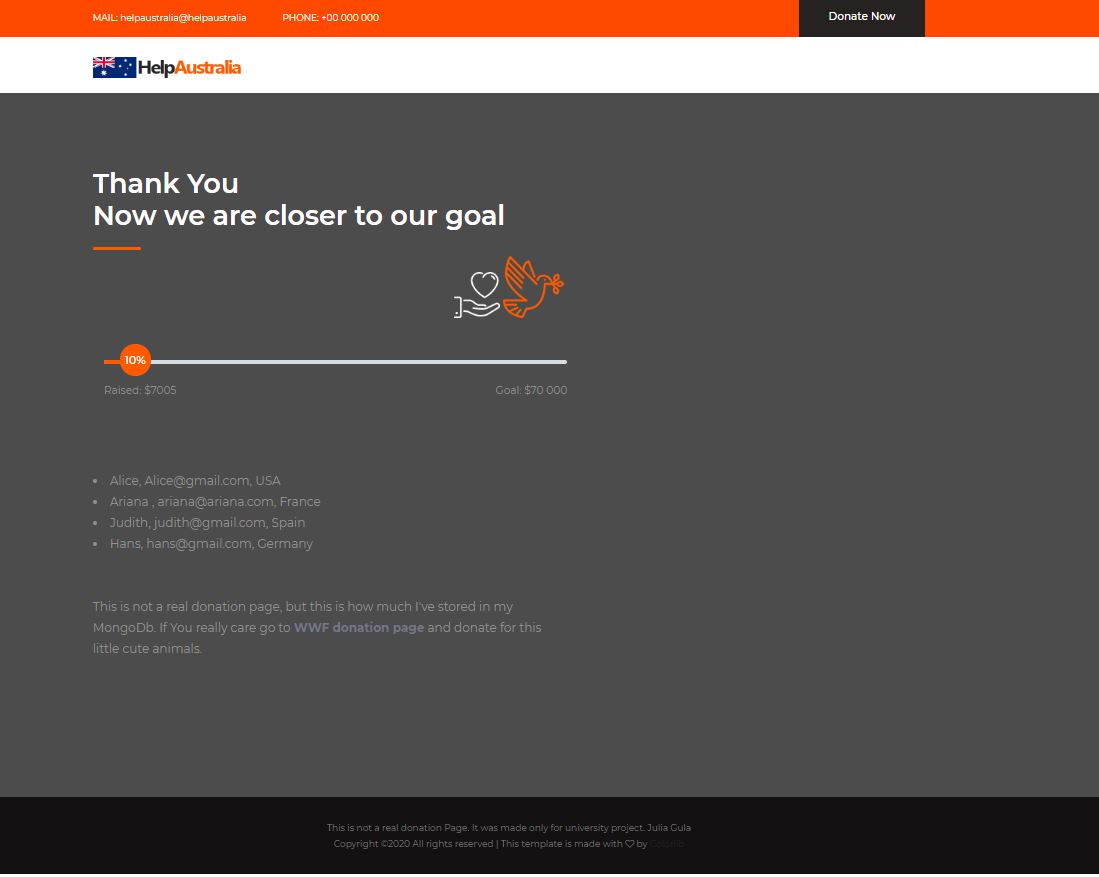 MAIL: helpaustralia@helpaustralia PHONE: +00 000 000 Donate Now
HelpAustralia
Thank You
Now we are closer to our goal
10%
Raised: $7005 Goal: $70 000
Alice, Alice@gmail.com, USA
Ariana , ariana@ariana.com, France
Judith, judith@gmail.com, Spain
Hans, hans@gmail.com, Germany
This is not a real donation page, but this is how much I've stored in my
MongoDb. If You really care go to WWF donation page and donate for this
little cute animals.
This is not a real donation Page. It was made only for university project. Julia Gula
Copyright ©2020 All rights reserved | This template is made with ♡ by Colorlib